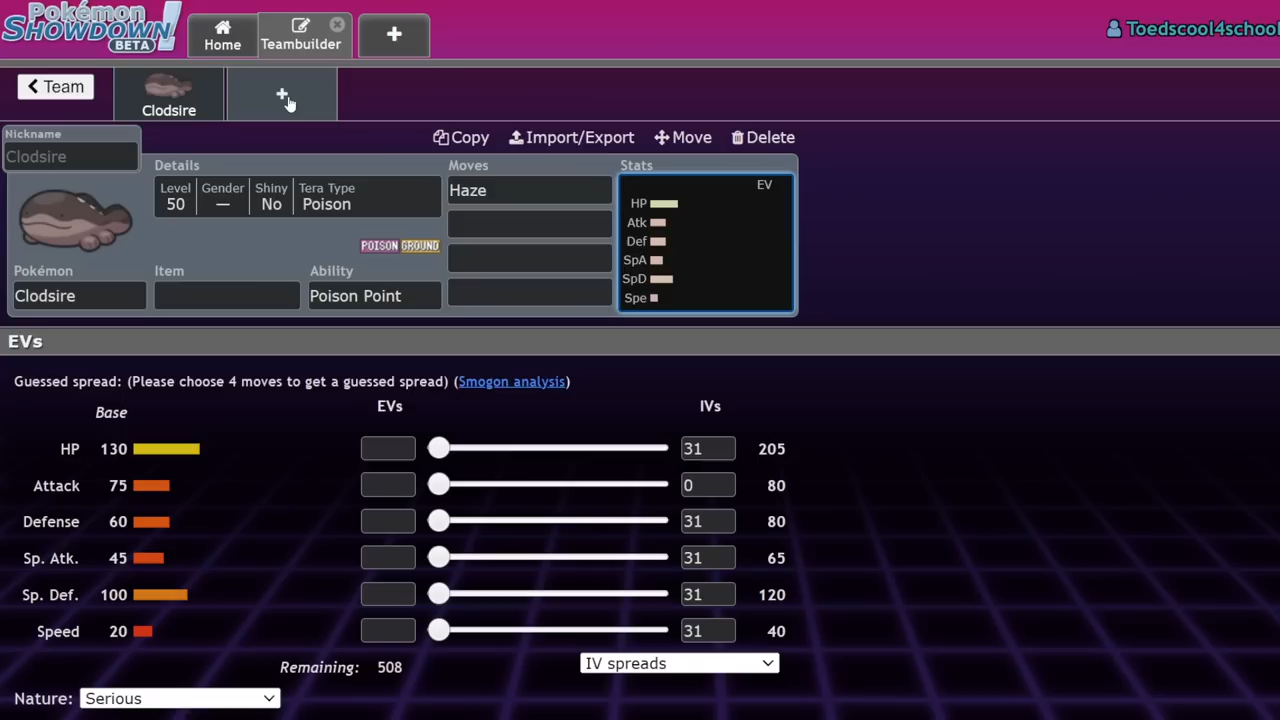 Pokémon
SHOWDOWN!
BETA
Home
Teambuilder
+
Toedscool4school
Team
Clodsire
+
Nickname
Clodsire
Copy Import/Export Move Delete
Details Moves Stats
Level Gender Shiny Tera Type
50 — No Poison
Haze
EV
HP
Atk
Def
SpA
SpD
Spe
POISON GROUND
Pokémon Item Ability
Clodsire Poison Point
EVs
Guessed spread: (Please choose 4 moves to get a guessed spread) (Smogon analysis)
Base EVs IVs
HP 130 31 205
Attack 75 0 80
Defense 60 31 80
Sp. Atk. 45 31 65
Sp. Def. 100 31 120
Speed 20 31 40
Remaining: 508 IV spreads
Nature: Serious